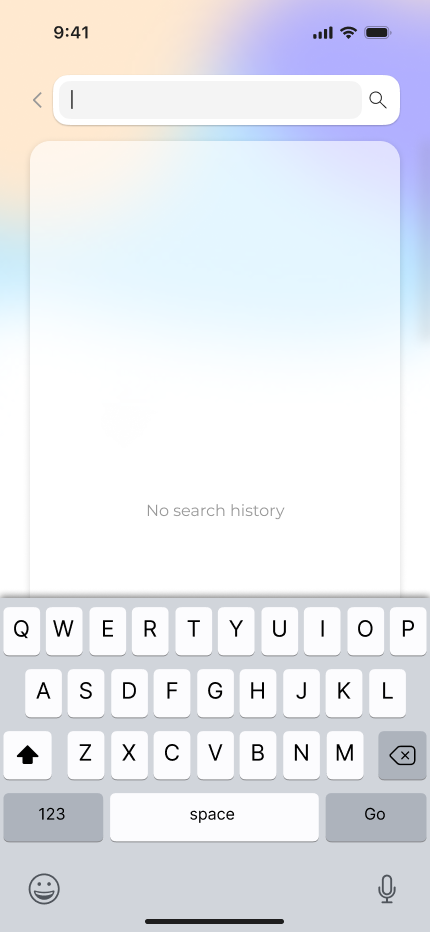 9:41
No search history
Q W E R T Y U I O P
A S D F G H J K L
Z X C V B N M
123 space Go